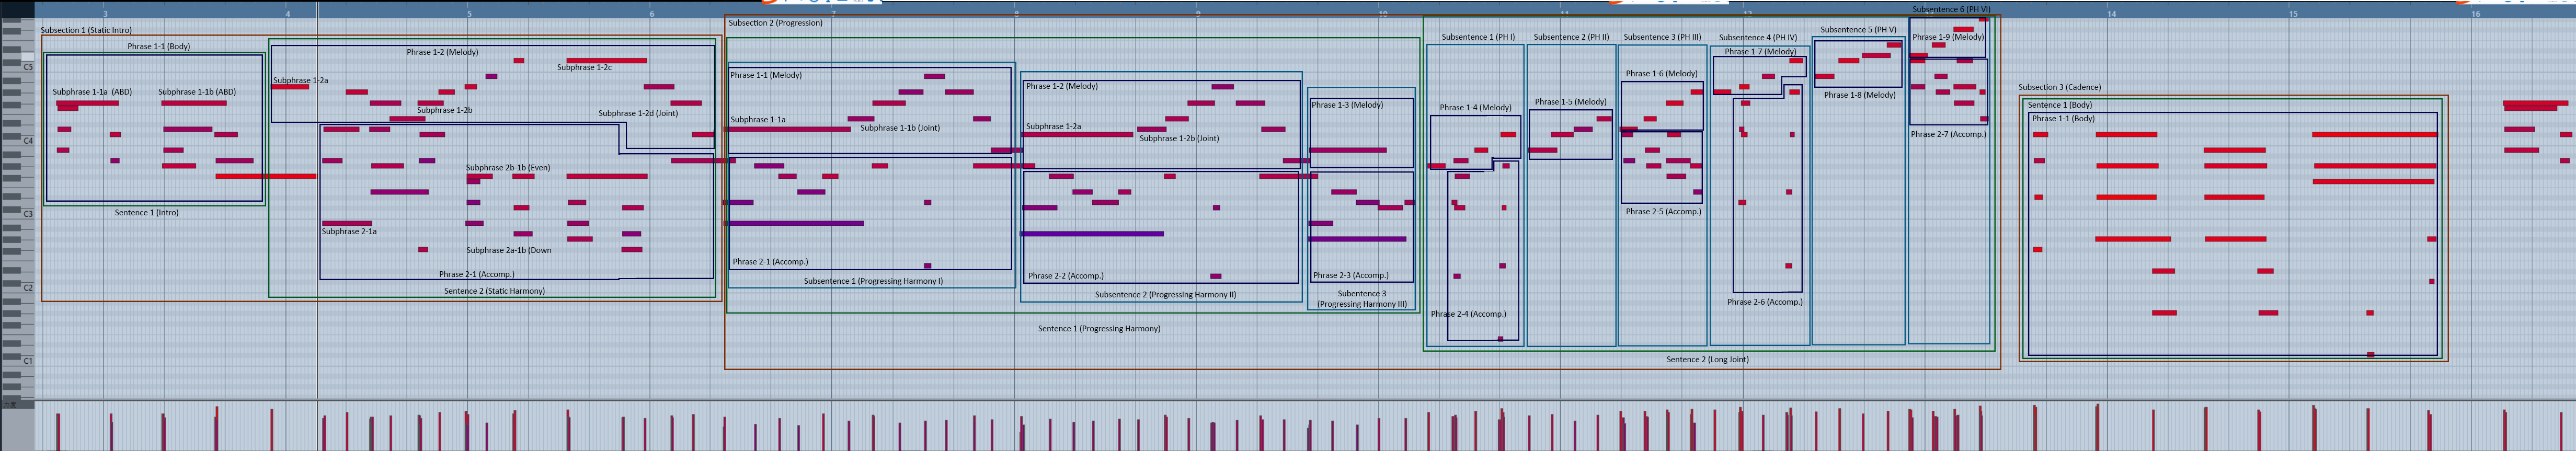 3
4
5
6
7
8
9
10
11
12
14
15
16
Subsection 1 (Static Intro)
Phrase 1-1 (Body)
Subphrase 1-1a (ABD)
Subphrase 1-1b (ABD)
Sentence 1 (Intro)
Phrase 1-2 (Melody)
Subphrase 1-2a
Subphrase 1-2b
Subphrase 1-2c
Subphrase 1-2d (Joint)
Subphrase 2b-1b (Even)
Subphrase 2-1a
Subphrase 2a-1b (Down
Phrase 2-1 (Accomp.)
Sentence 2 (Static Harmony)
Subsection 2 (Progression)
Phrase 1-1 (Melody)
Subphrase 1-1a
Subphrase 1-1b (Joint)
Phrase 2-1 (Accomp.)
Subsentence 1 (Progressing Harmony I)
Phrase 1-2 (Melody)
Subphrase 1-2a
Subphrase 1-2b (Joint)
Phrase 2-2 (Accomp.)
Subsentence 2 (Progressing Harmony II)
Phrase 1-3 (Melody)
Phrase 2-3 (Accomp.)
Subentence 3
(Progressing Harmony III)
Sentence 1 (Progressing Harmony)
Subsentence 1 (PH I)
Phrase 1-4 (Melody)
Phrase 2-4 (Accomp.)
Subsentence 2 (PH II)
Phrase 1-5 (Melody)
Subsentence 3 (PH III)
Phrase 1-6 (Melody)
Phrase 2-5 (Accomp.)
Subsentence 4 (PH IV)
Phrase 1-7 (Melody)
Phrase 2-6 (Accomp.)
Subsentence 5 (PH V)
Phrase 1-8 (Melody)
Subsentence 6 (PH VI)
Phrase 1-9 (Melody)
Phrase 2-7 (Accomp.)
Sentence 2 (Long Joint)
Subsection 3 (Cadence)
Sentence 1 (Body)
Phrase 1-1 (Body)
C5
C4
C3
C2
C1